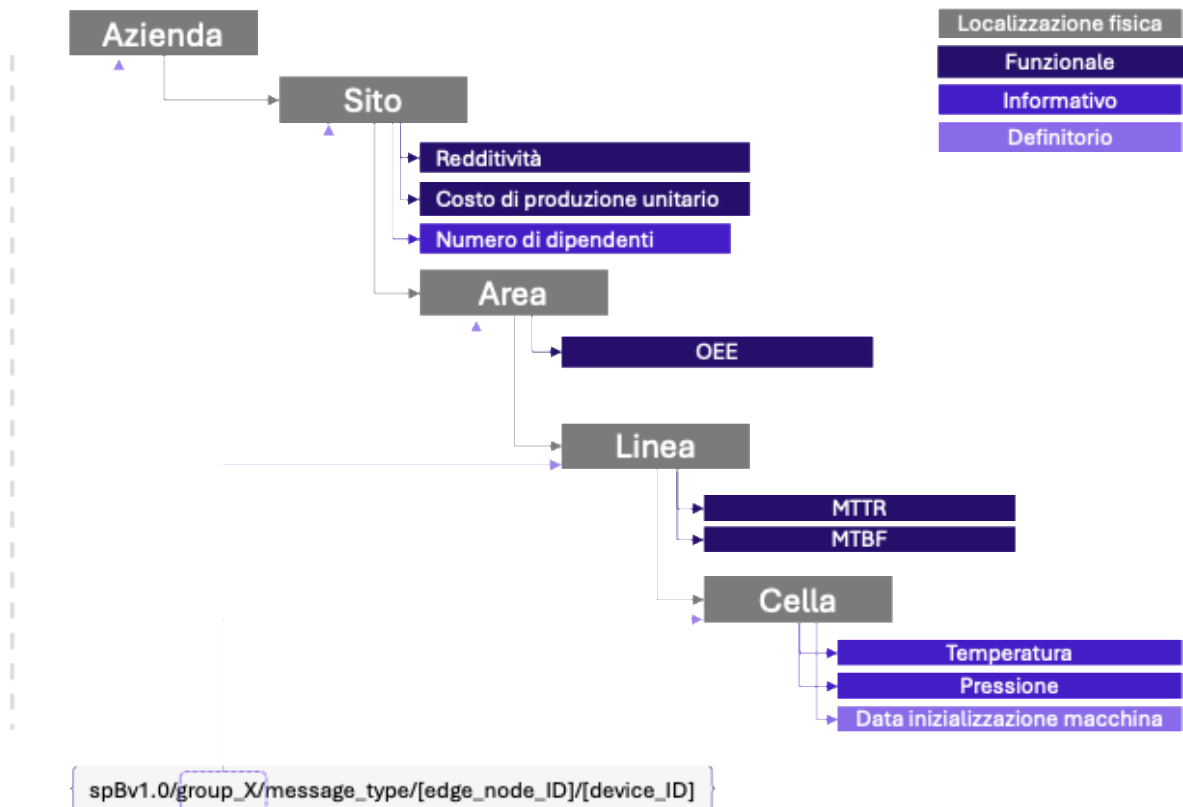 Azienda
Localizzazione fisica
Funzionale
Informativo
Definitorio
Sito
Redditività
Costo di produzione unitario
Numero di dipendenti
Area
OEE
Linea
MTTR
MTBF
Cella
Temperatura
Pressione
Data inizializzazione macchina
spBv1.0/group_X/message_type/[edge_node_ID]/[device_ID]